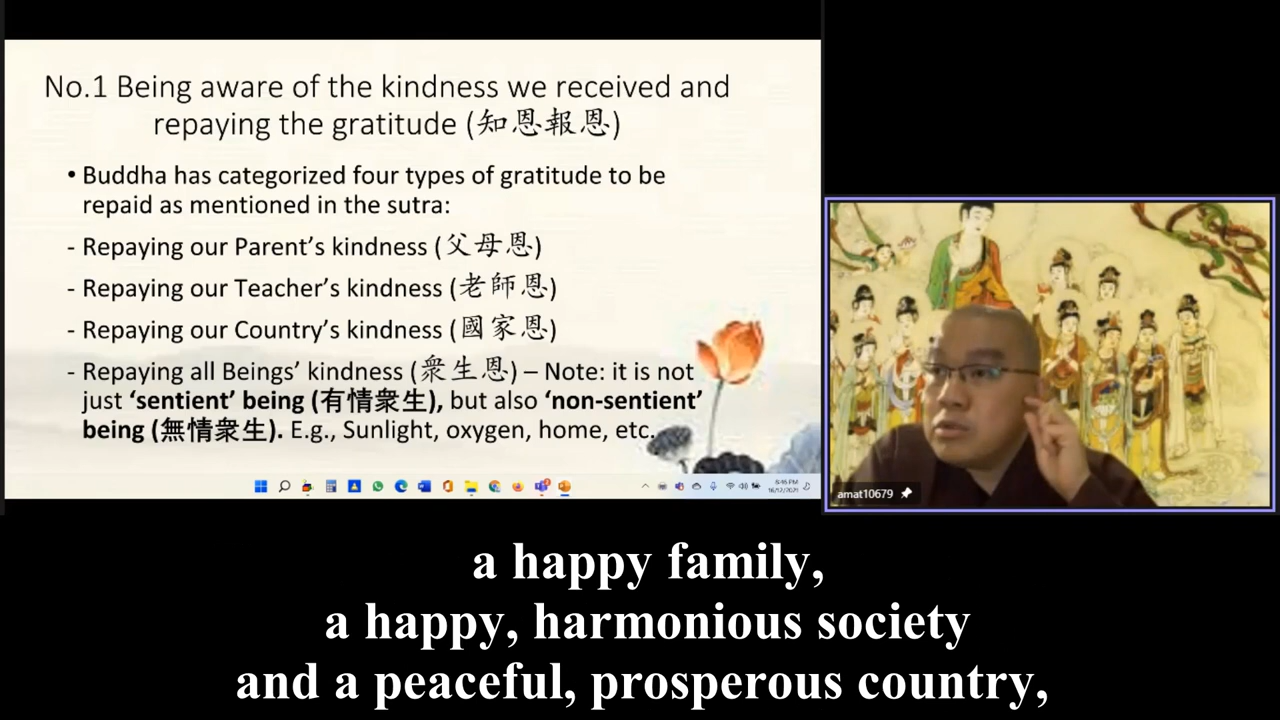 No.1 Being aware of the kindness we received and
repaying the gratitude (知恩報恩)
• Buddha has categorized four types of gratitude to be
repaid as mentioned in the sutra:
- Repaying our Parent’s kindness (父母恩)
- Repaying our Teacher’s kindness (老師恩)
- Repaying our Country’s kindness (國家恩)
- Repaying all Beings’ kindness (衆生恩) – Note: it is not
just ‘sentient’ being (有情衆生), but also ‘non-sentient’
being (無情衆生). E.g., Sunlight, oxygen, home, etc.
amat10679
a happy family,
a happy, harmonious society
and a peaceful, prosperous country,